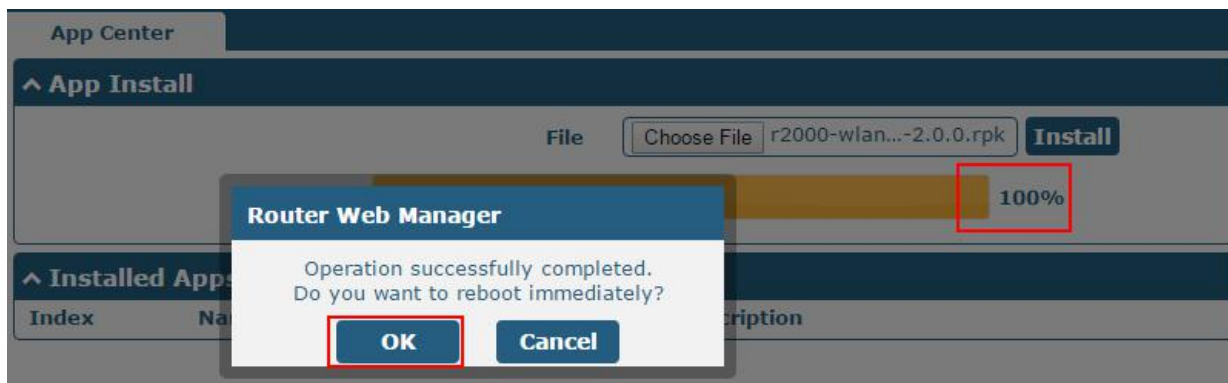 App Center
App Install
File Choose File r2000-wlan...-2.0.0.rpk Install
100%
Router Web Manager
Operation successfully completed.
Do you want to reboot immediately?
OK Cancel
Installed Apps
Index